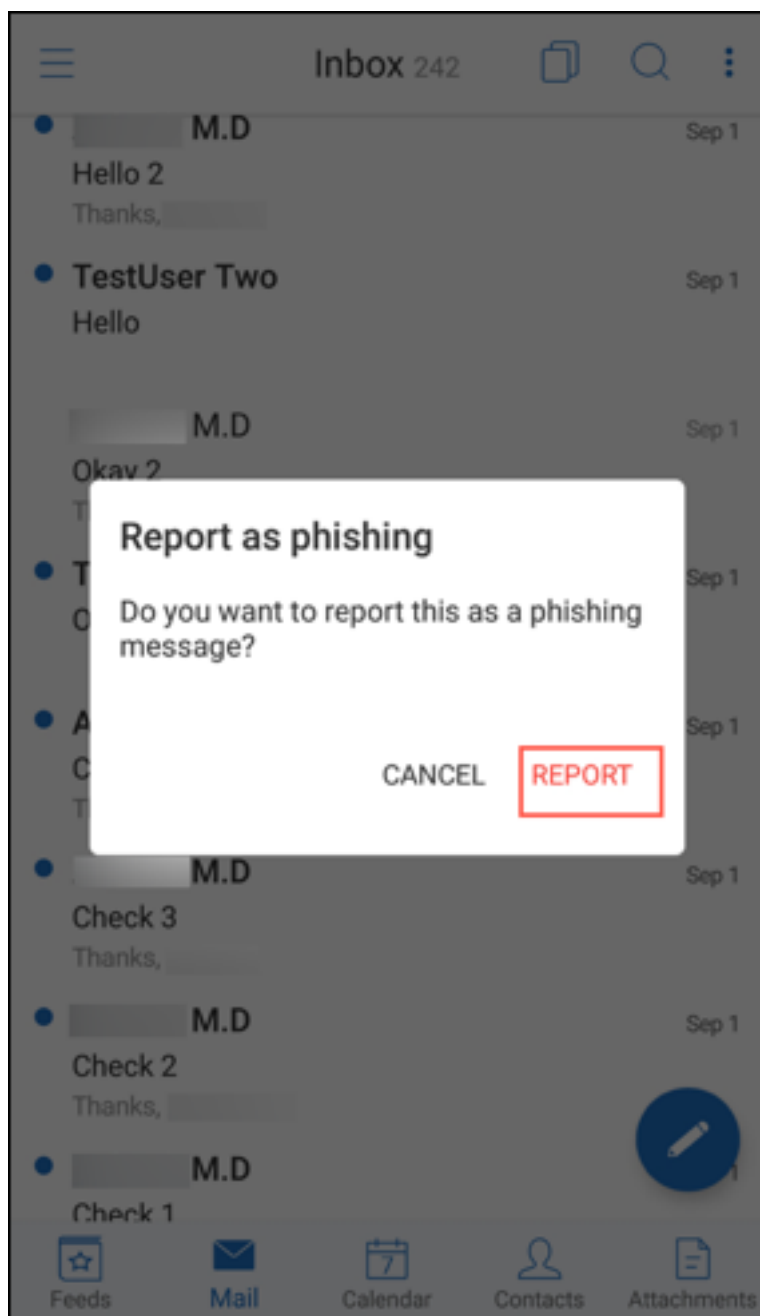 Inbox 242
M.D
Sep 1
Hello 2
Thanks,
TestUser Two
Sep 1
Hello
M.D
Sep 1
Okay 2
T
Report as phishing
T
Sep 1
Do you want to report this as a phishing
message?
O
A
Sep 1
C
CANCEL
REPORT
T
M.D
Sep 1
Check 3
Thanks,
M.D
Sep 1
Check 2
Thanks,
M.D
1
Check 1
7
Feeds
Mail
Calendar
Contacts
Attachments